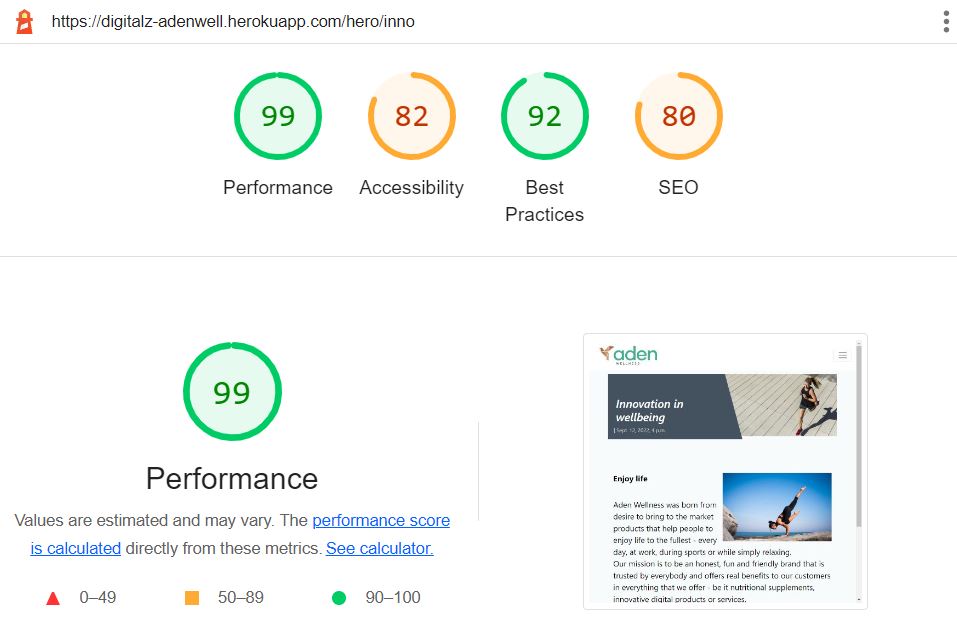 https://digitalz-adenwell.herokuapp.com/hero/inno
99
82
92
80
Performance
Accessibility
Best
Practices
SEO
99
Performance
Values are estimated and may vary. The performance score
is calculated directly from these metrics. See calculator.
0–49
50–89
90–100
aden
WELLNESS
Innovation in
wellbeing
| Sept. 12, 2022, 4 p.m.
Enjoy life
Aden Wellness was born from
desire to bring to the market
products that help people to
enjoy life to the fullest - every
day, at work, during sports or while simply relaxing.
Our mission is to be an honest, fun and friendly brand that is
trusted by everybody and offers real benefits to our customers
in everything that we offer - be it nutritional supplements,
innovative digital products or services.